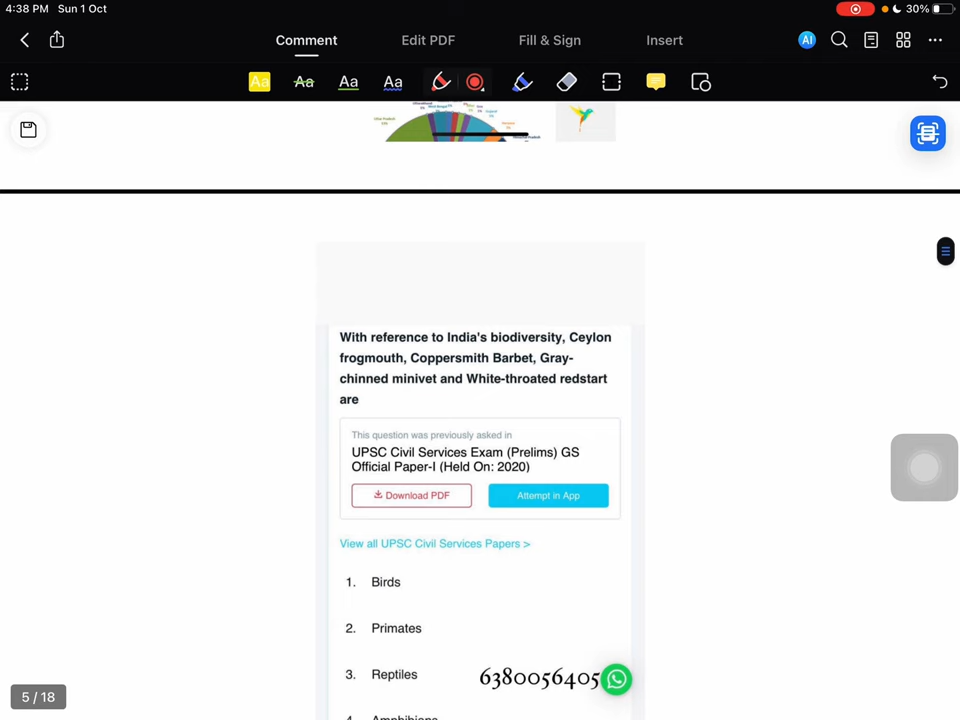 4:38 PM Sun 1 Oct
30%
Comment
Edit PDF
Fill & Sign
Insert
AI
Aa
Aa
Aa
Aa
With reference to India's biodiversity, Ceylon
frogmouth, Coppersmith Barbet, Gray-
chinned minivet and White-throated redstart
are
This question was previously asked in
UPSC Civil Services Exam (Prelims) GS
Official Paper-I (Held On: 2020)
Download PDF
Attempt in App
View all UPSC Civil Services Papers >
1. Birds
2. Primates
3. Reptiles
6380056405
4. Amphibians
5 / 18